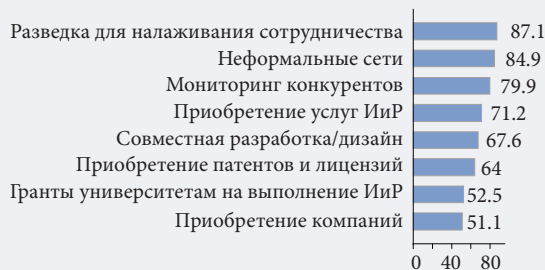 Разведка для налаживания сотрудничества 87.1
Неформальные сети 84.9
Мониторинг конкурентов 79.9
Приобретение услуг ИиР 71.2
Совместная разработка/дизайн 67.6
Приобретение патентов и лицензий 64
Гранты университетам на выполнение ИиР 52.5
Приобретение компаний 51.1
0 40 80